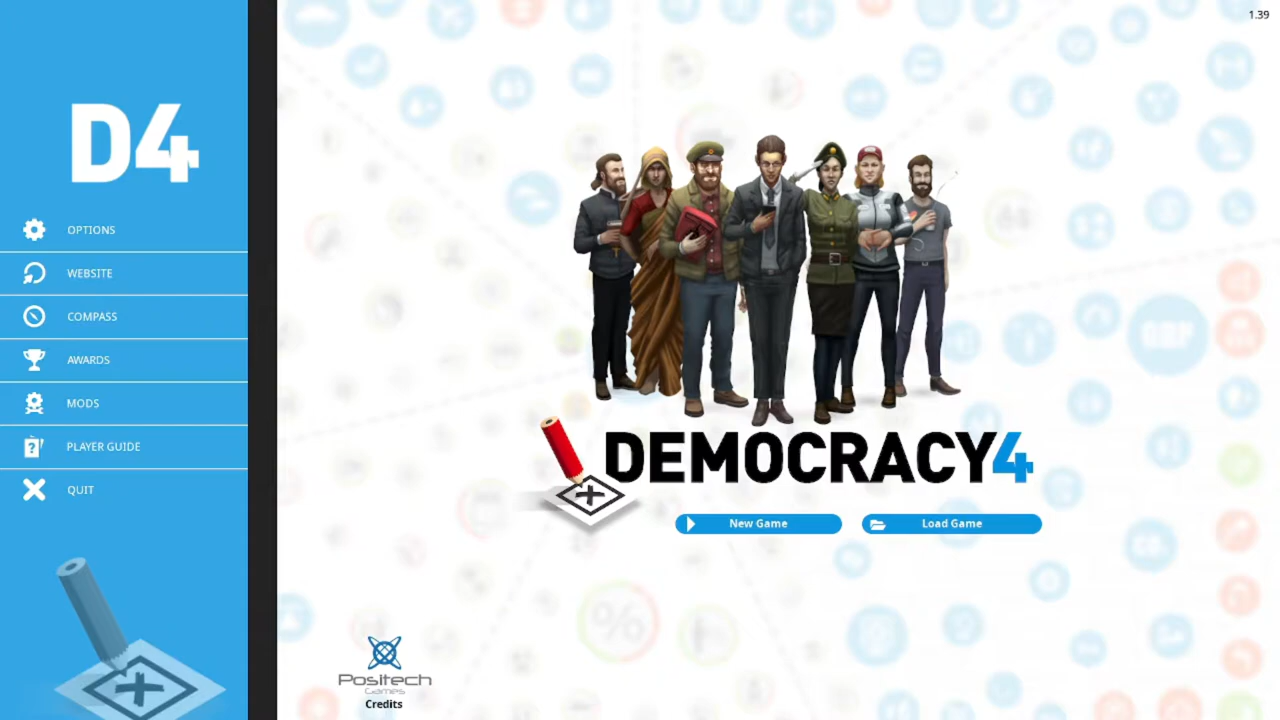 1.39
D4
OPTIONS
WEBSITE
COMPASS
AWARDS
MODS
PLAYER GUIDE
QUIT
DEMOCRACY4
New Game
Load Game
Positech
Games
Credits
GDP
%